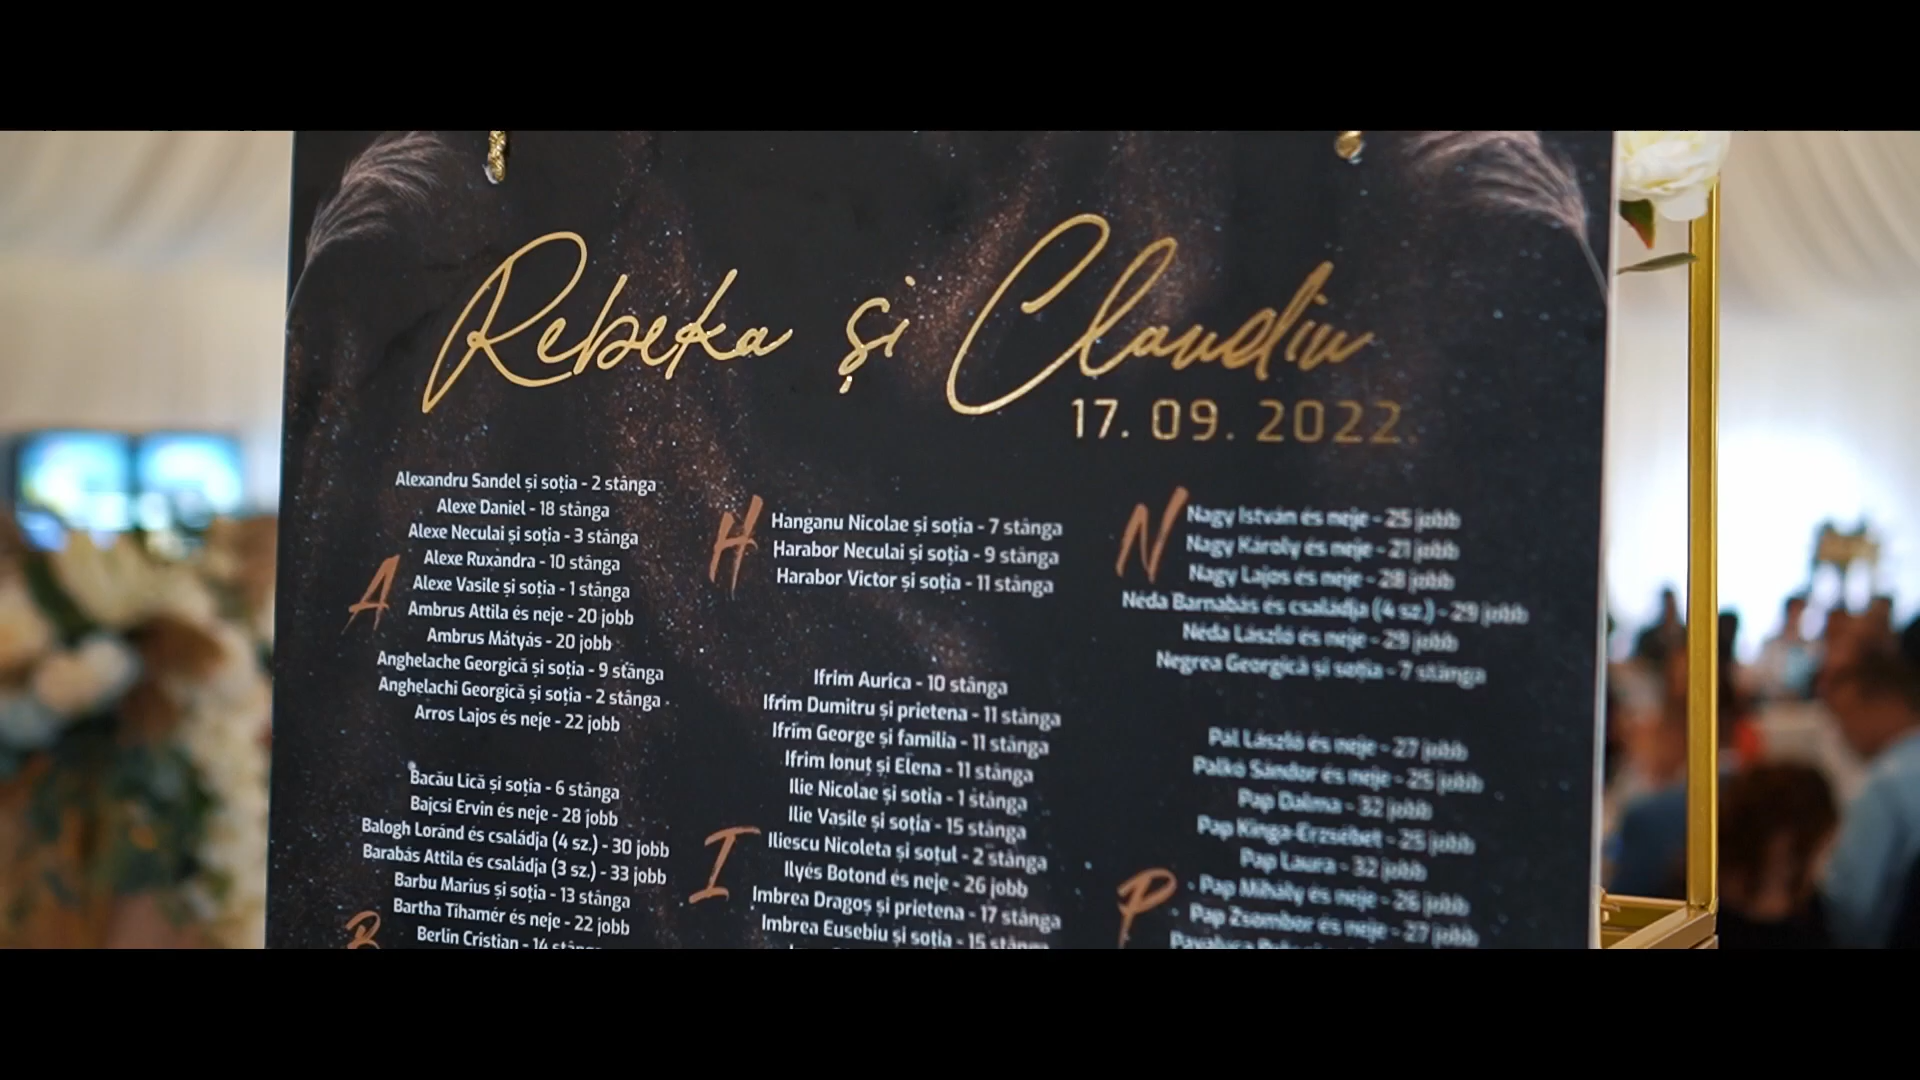 Rebeka și Claudiu
17. 09. 2022.
A
Alexandru Sandel și soția - 2 stânga
Alexe Daniel - 18 stânga
Alexe Neculai și soția - 3 stânga
Alexe Ruxandra - 10 stânga
Alexe Vasile și soția - 1 stânga
Ambrus Attila és neje - 20 jobb
Ambrus Mátyás - 20 jobb
Anghelache Georgică și soția - 9 stânga
Anghelachi Georgică și soția - 2 stânga
Arros Lajos és neje - 22 jobb
B
Bacău Lică și soția - 6 stânga
Bajcsi Ervin és neje - 28 jobb
Balogh Loránd és családja (4 sz.) - 30 jobb
Barabás Attila és családja (3 sz.) - 33 jobb
Barbu Marius și soția - 13 stânga
Bartha Tihamér és neje - 22 jobb
Berlin Cristian - 14 stânga
H
Hanganu Nicolae și soția - 7 stânga
Harabor Neculai și soția - 9 stânga
Harabor Victor și soția - 11 stânga
I
Ifrim Aurica - 10 stânga
Ifrim Dumitru și prietena - 11 stânga
Ifrim George și familia - 11 stânga
Ifrim Ionuț și Elena - 11 stânga
Ilie Nicolae și sotia - 1 stânga
Ilie Vasile și soția - 15 stânga
Iliescu Nicoleta și soțul - 2 stânga
Ilyés Botond és neje - 26 jobb
Imbrea Dragoș și prietena - 17 stânga
Imbrea Eusebiu și soția - 15 stânga
N
Nagy István és neje - 25 jobb
Nagy Károly és neje - 21 jobb
Nagy Lajos és neje - 28 jobb
Néda Barnabás és családja (4 sz.) - 29 jobb
Néda László és neje - 29 jobb
Negrea Georgică și soția - 7 stânga
P
Pál László és neje - 27 jobb
Palkó Sándor és neje - 25 jobb
Pap Dalma - 32 jobb
Pap Kinga-Erzsébet - 25 jobb
Pap Laura - 32 jobb
Pap Mihály és neje - 26 jobb
Pap Zsombor és neje - 27 jobb